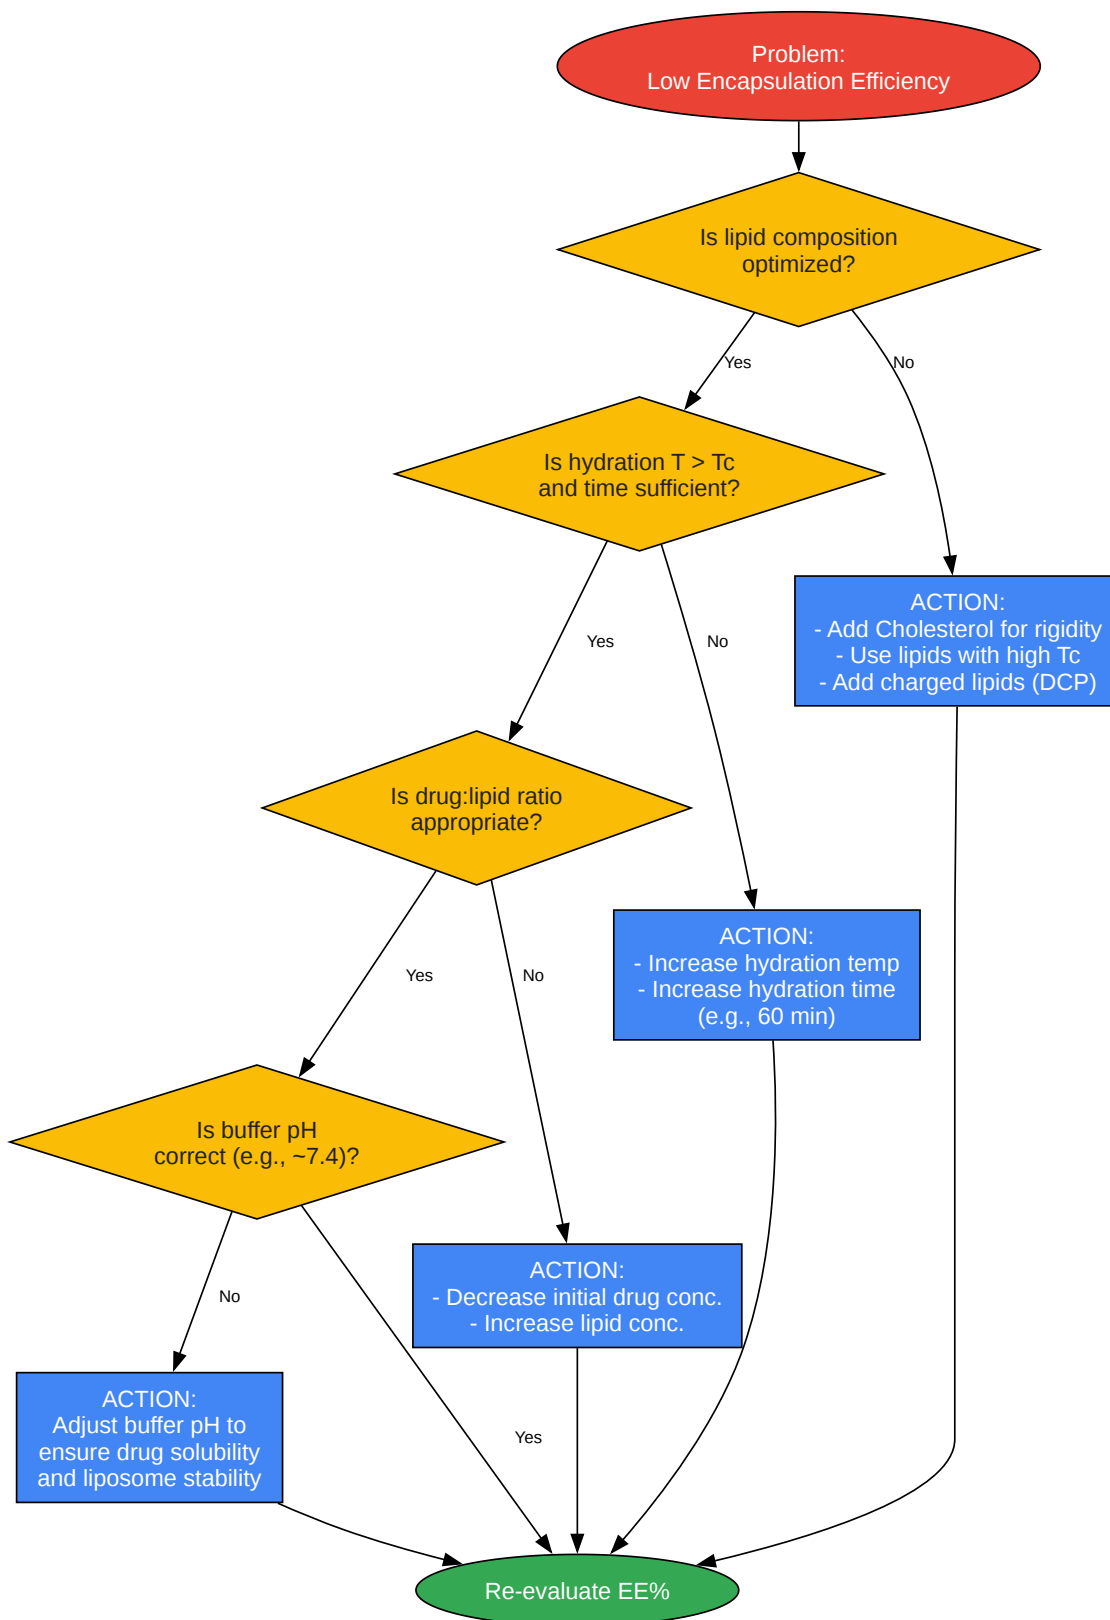 Problem:
Low Encapsulation Efficiency
Is lipid composition
optimized?
Yes
No
Is hydration T > Tc
and time sufficient?
ACTION:
- Add Cholesterol for rigidity
- Use lipids with high Tc
- Add charged lipids (DCP)
Yes
No
Is drug:lipid ratio
appropriate?
ACTION:
- Increase hydration temp
- Increase hydration time
(e.g., 60 min)
Yes
No
Is buffer pH
correct (e.g., ~7.4)?
ACTION:
- Decrease initial drug conc.
- Increase lipid conc.
No
Yes
ACTION:
Adjust buffer pH to
ensure drug solubility
and liposome stability
Re-evaluate EE%